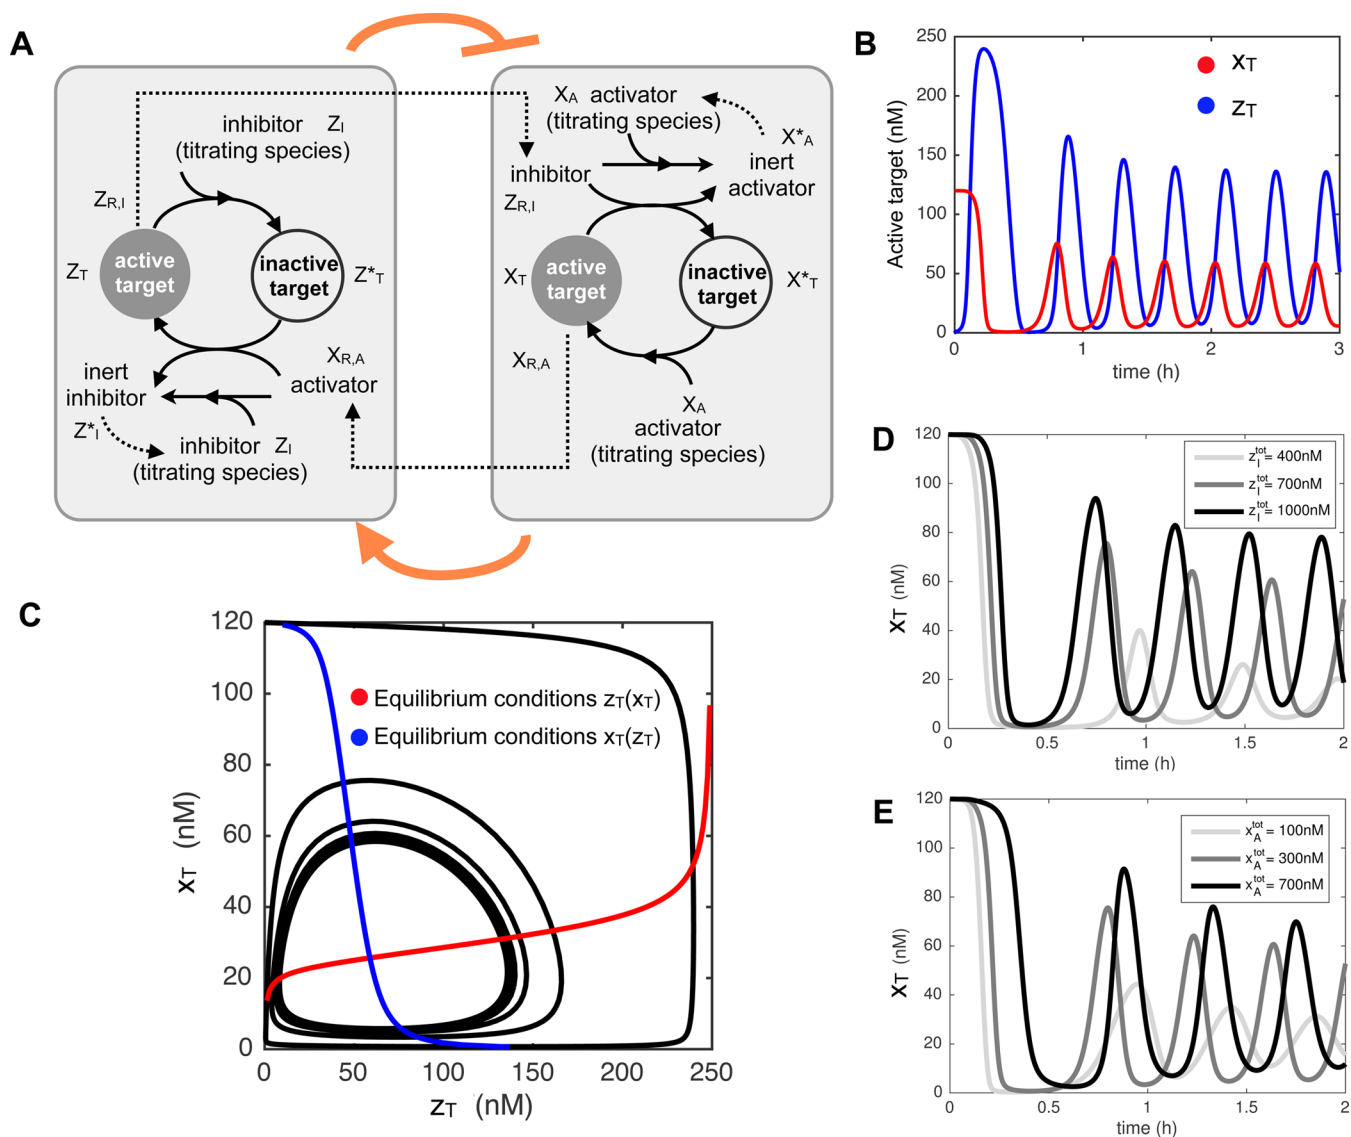 A
inhibitor Z_I
(titrating species)
Z_R,I
Z_T
active
target
inactive
target
Z*_T
X_R,A
activator
inert
inhibitor
Z*_I
inhibitor Z_I
(titrating species)
X_A activator
(titrating species)
X*_A
inert
activator
inhibitor
Z_R,I
X_T
active
target
inactive
target
X*_T
X_R,A
X_A
activator
(titrating species)
B
250
200
150
100
50
0
Active target (nM)
X_T
Z_T
0 1 2 3
time (h)
C
120
100
80
60
40
20
0
X_T (nM)
Equilibrium conditions z_T(x_T)
Equilibrium conditions x_T(z_T)
0 50 100 150 200 250
Z_T (nM)
D
120
100
80
60
40
20
0
X_T (nM)
z_I^tot = 400nM
z_I^tot = 700nM
z_I^tot = 1000nM
0 0.5 1 1.5 2
time (h)
E
120
100
80
60
40
20
0
X_T (nM)
x_A^tot = 100nM
x_A^tot = 300nM
x_A^tot = 700nM
0 0.5 1 1.5 2
time (h)